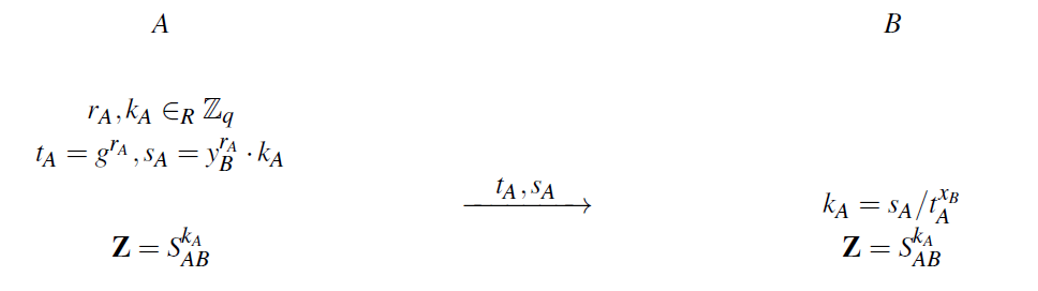 A B
r_A, k_A ∈_R ℤ_q
t_A = g^{r_A}, s_A = y_B^{r_A} · k_A
t_A, s_A
k_A = s_A / t_A^{x_B}
𝐙 = S_{AB}^{k_A} 𝐙 = S_{AB}^{k_A}